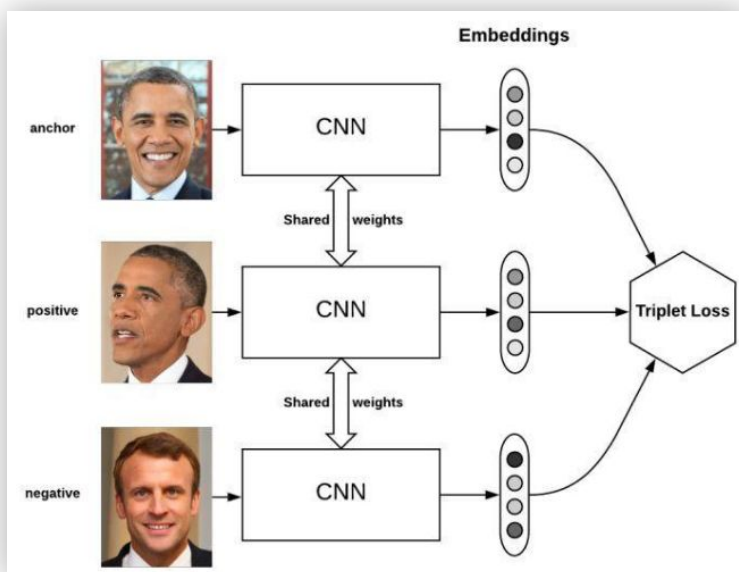 Embeddings
anchor
CNN
Shared weights
positive
CNN
Triplet Loss
Shared weights
negative
CNN